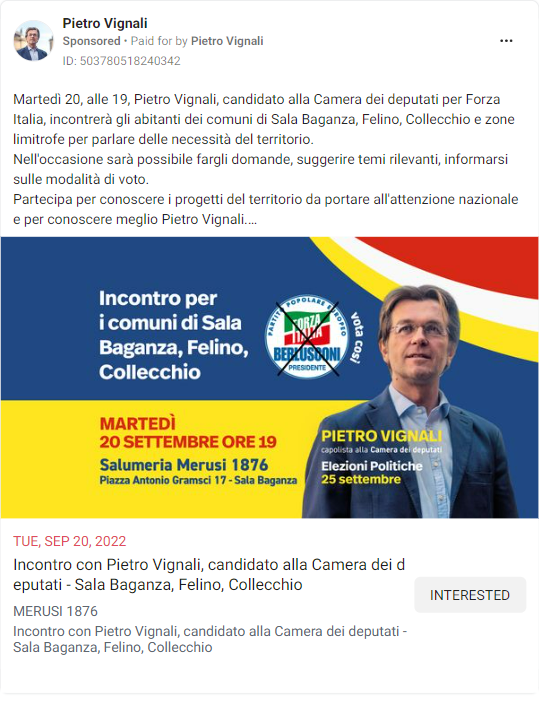 Pietro Vignali
Sponsored • Paid for by Pietro Vignali
ID: 503780518240342
Martedì 20, alle 19, Pietro Vignali, candidato alla Camera dei deputati per Forza
Italia, incontrerà gli abitanti dei comuni di Sala Baganza, Felino, Collecchio e zone
limitrofe per parlare delle necessità del territorio.
Nell'occasione sarà possibile fargli domande, suggerire temi rilevanti, informarsi
sulle modalità di voto.
Partecipa per conoscere i progetti del territorio da portare all'attenzione nazionale
e per conoscere meglio Pietro Vignali....
Incontro per
i comuni di Sala
Baganza, Felino,
Collecchio
PARTITO POPOLARE EUROPEO
FORZA
ITALIA
BERLUSCONI
PRESIDENTE
vota così
MARTEDÌ
20 SETTEMBRE ORE 19
Salumeria Merusi 1876
Piazza Antonio Gramsci 17 - Sala Baganza
PIETRO VIGNALI
capolista alla Camera dei deputati
Elezioni Politiche
25 settembre
TUE, SEP 20, 2022
Incontro con Pietro Vignali, candidato alla Camera dei d
eputati - Sala Baganza, Felino, Collecchio
INTERESTED
MERUSI 1876
Incontro con Pietro Vignali, candidato alla Camera dei deputati -
Sala Baganza, Felino, Collecchio